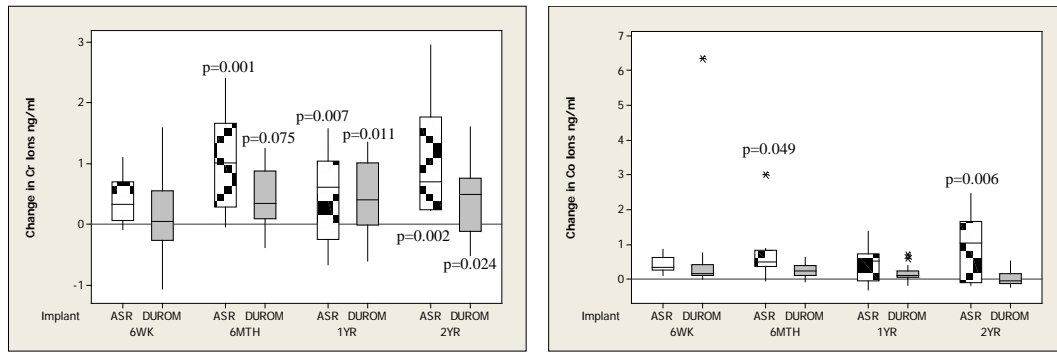 Change in Cr Ions ng/ml
3
2
1
0
-1
p=0.001
p=0.075
p=0.007
p=0.011
p=0.002
p=0.024
Implant ASR DUROM ASR DUROM ASR DUROM ASR DUROM
6WK 6MTH 1YR 2YR
Change in Co Ions ng/ml
7
6
5
4
3
2
1
0
p=0.049
p=0.006
Implant ASR DUROM ASR DUROM ASR DUROM ASR DUROM
6WK 6MTH 1YR 2YR